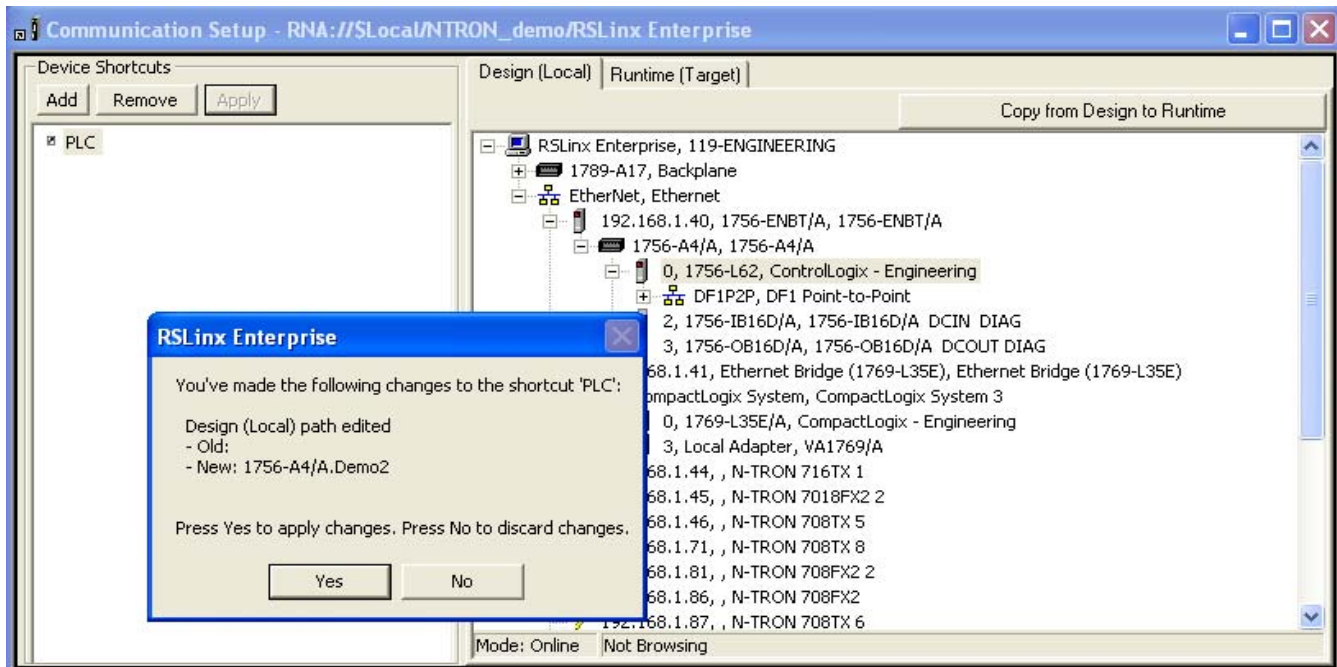 Communication Setup - RNA://$Local/NTRON_demo/RSLinx Enterprise
Device Shortcuts
Add Remove Apply
PLC
Design (Local) Runtime (Target)
Copy from Design to Runtime
RSLinx Enterprise, 119-ENGINEERING
1789-A17, Backplane
EtherNet, Ethernet
192.168.1.40, 1756-ENBT/A, 1756-ENBT/A
1756-A4/A, 1756-A4/A
0, 1756-L62, ControlLogix - Engineering
DF1P2P, DF1 Point-to-Point
2, 1756-IB16D/A, 1756-IB16D/A DCIN DIAG
3, 1756-OB16D/A, 1756-OB16D/A DCOUT DIAG
68.1.41, Ethernet Bridge (1769-L35E), Ethernet Bridge (1769-L35E)
ompactLogix System, CompactLogix System 3
0, 1769-L35E/A, CompactLogix - Engineering
3, Local Adapter, VA1769/A
68.1.44, , N-TRON 716TX 1
68.1.45, , N-TRON 7018FX2 2
68.1.46, , N-TRON 708TX 5
68.1.71, , N-TRON 708TX 8
68.1.81, , N-TRON 708FX2 2
68.1.86, , N-TRON 708FX2
192.168.1.87, , N-TRON 708TX 6
Mode: Online Not Browsing
RSLinx Enterprise
You've made the following changes to the shortcut 'PLC':
Design (Local) path edited
- Old:
- New: 1756-A4/A.Demo2
Press Yes to apply changes. Press No to discard changes.
Yes No